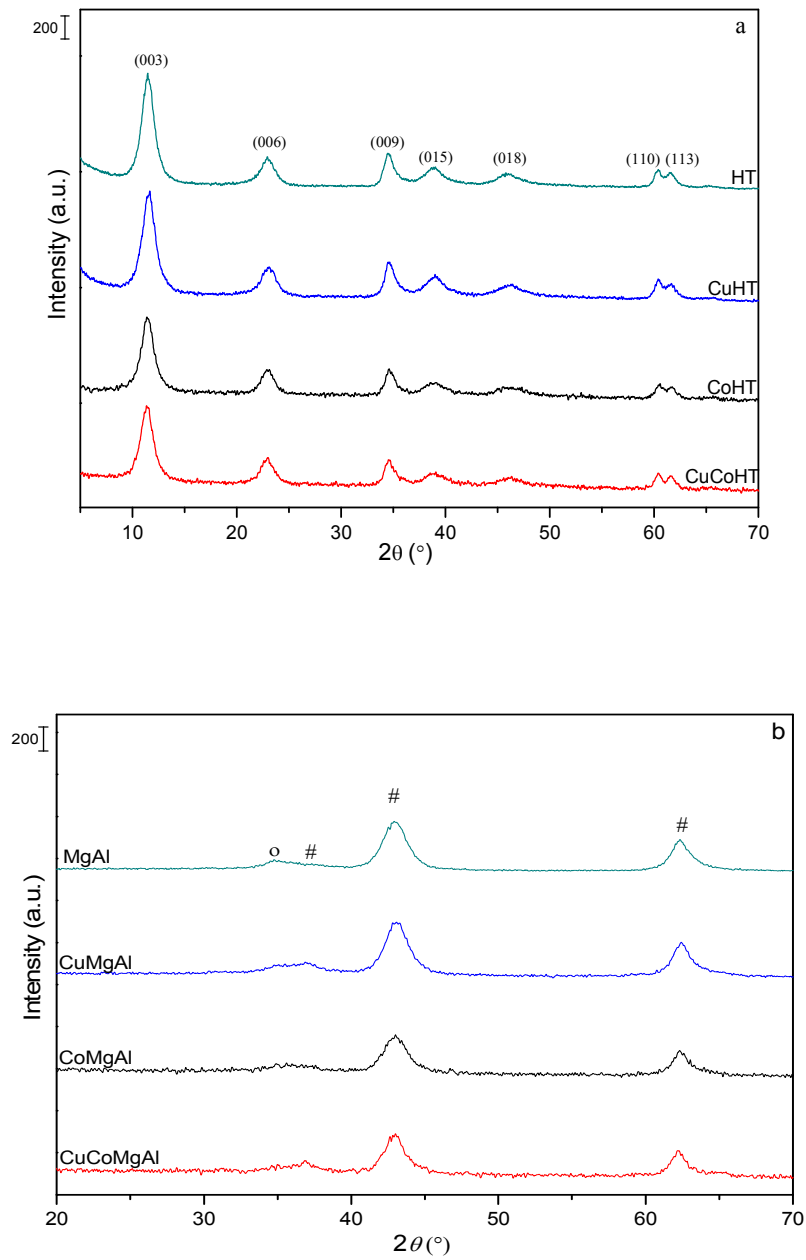 200
a
(003)
(006)
(009)
(015)
(018)
(110)
(113)
HT
CuHT
CoHT
CuCoHT
Intensity (a.u.)
10 20 30 40 50 60 70
2θ (°)
200
b
#
#
o
#
MgAl
CuMgAl
CoMgAl
CuCoMgAl
Intensity (a.u.)
20 30 40 50 60 70
2θ (°)